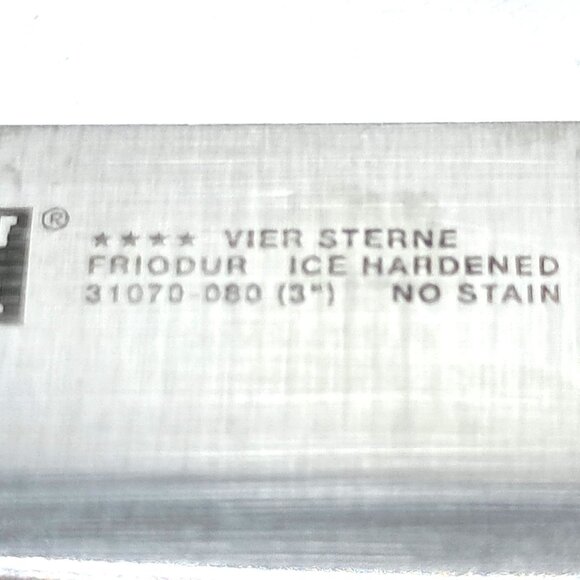 ®
★★★★ VIER STERNE
FRIODUR ICE HARDENED
31070-080 (3") NO STAIN